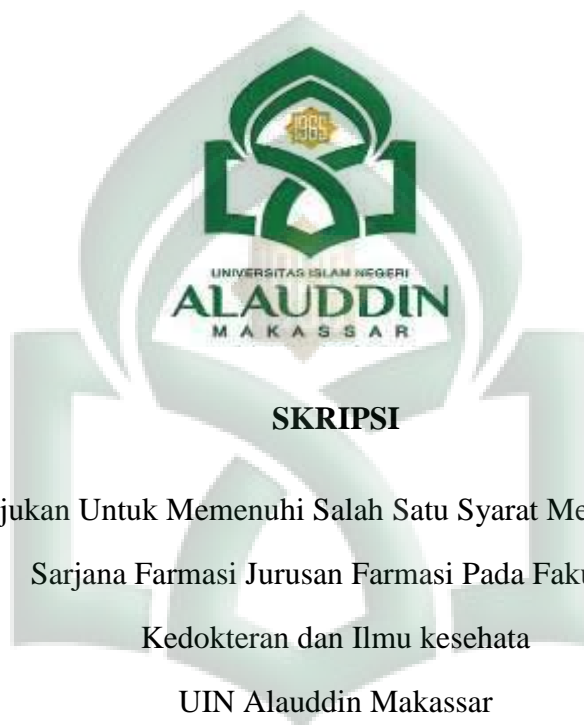 1965
UNIVERSITAS ISLAM NEGERI
ALAUDDIN
MAKASSAR
SKRIPSI
jukan Untuk Memenuhi Salah Satu Syarat Me
Sarjana Farmasi Jurusan Farmasi Pada Fak
Kedokteran dan Ilmu kesehata
UIN Alauddin Makassar